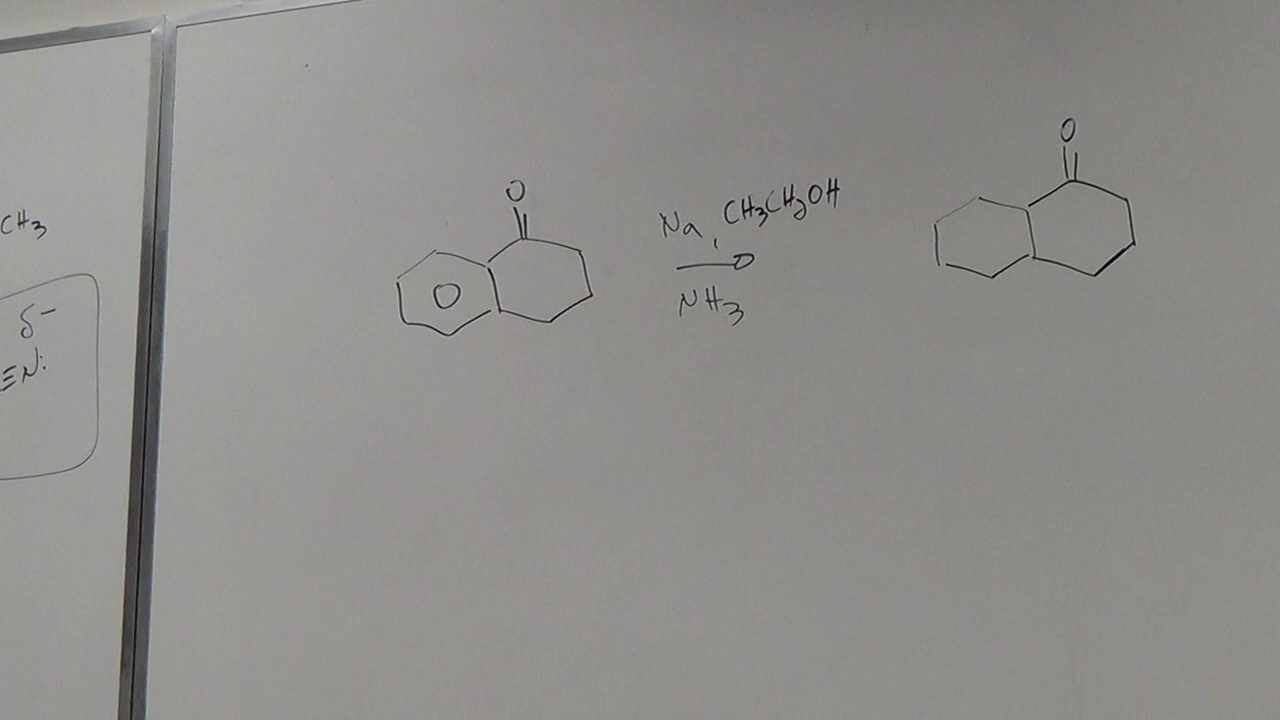 CH3
δ-
≡N:
O
O
Na, CH3CH2OH
NH3
O